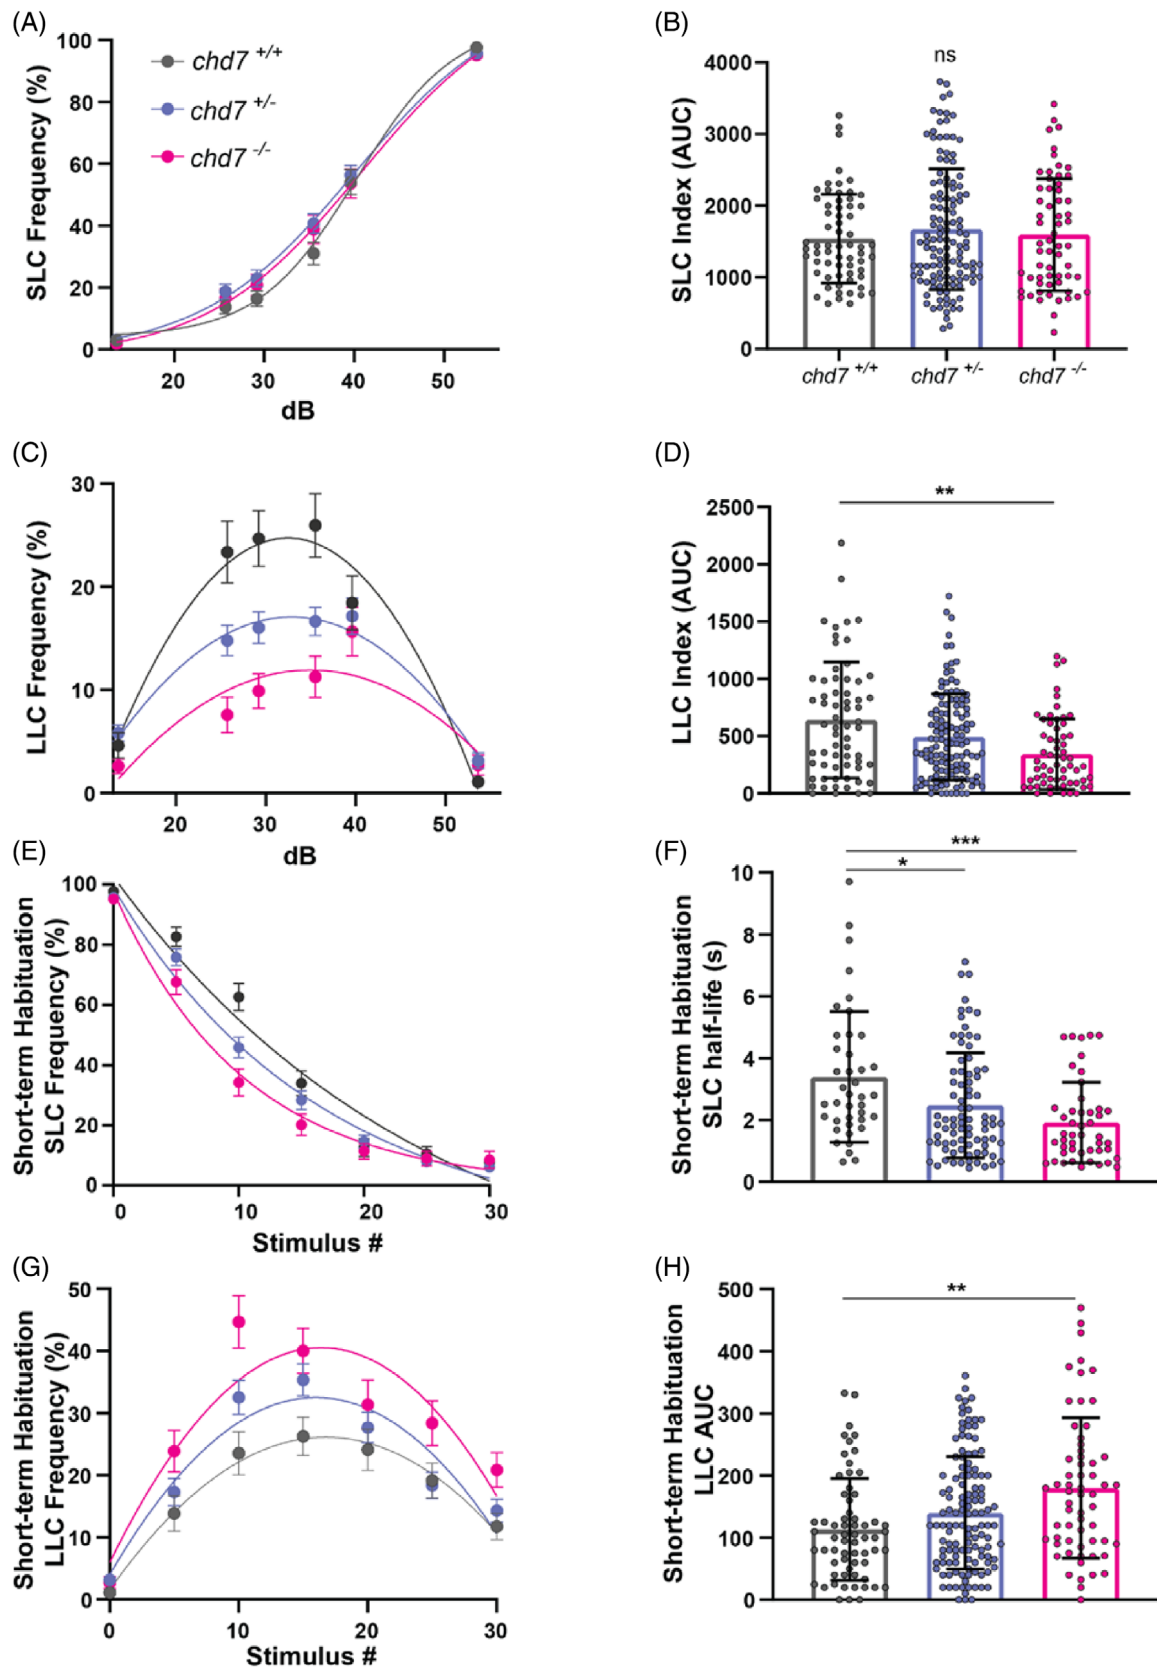 (A)
SLC Frequency (%)
100
80
60
40
20
0
20 30 40 50
dB
chd7 +/+
chd7 +/-
chd7 -/-
(B)
SLC Index (AUC)
4000
3000
2000
1000
0
ns
chd7 +/+ chd7 +/- chd7 -/-
(C)
LLC Frequency (%)
30
20
10
0
20 30 40 50
dB
(D)
LLC Index (AUC)
2500
2000
1500
1000
500
0
**
(E)
Short-term Habituation
SLC Frequency (%)
100
80
60
40
20
0
0 10 20 30
Stimulus #
(F)
Short-term Habituation
SLC half-life (s)
10
8
6
4
2
0
***
*
(G)
Short-term Habituation
LLC Frequency (%)
50
40
30
20
10
0
0 10 20 30
Stimulus #
(H)
Short-term Habituation
LLC AUC
500
400
300
200
100
0
**